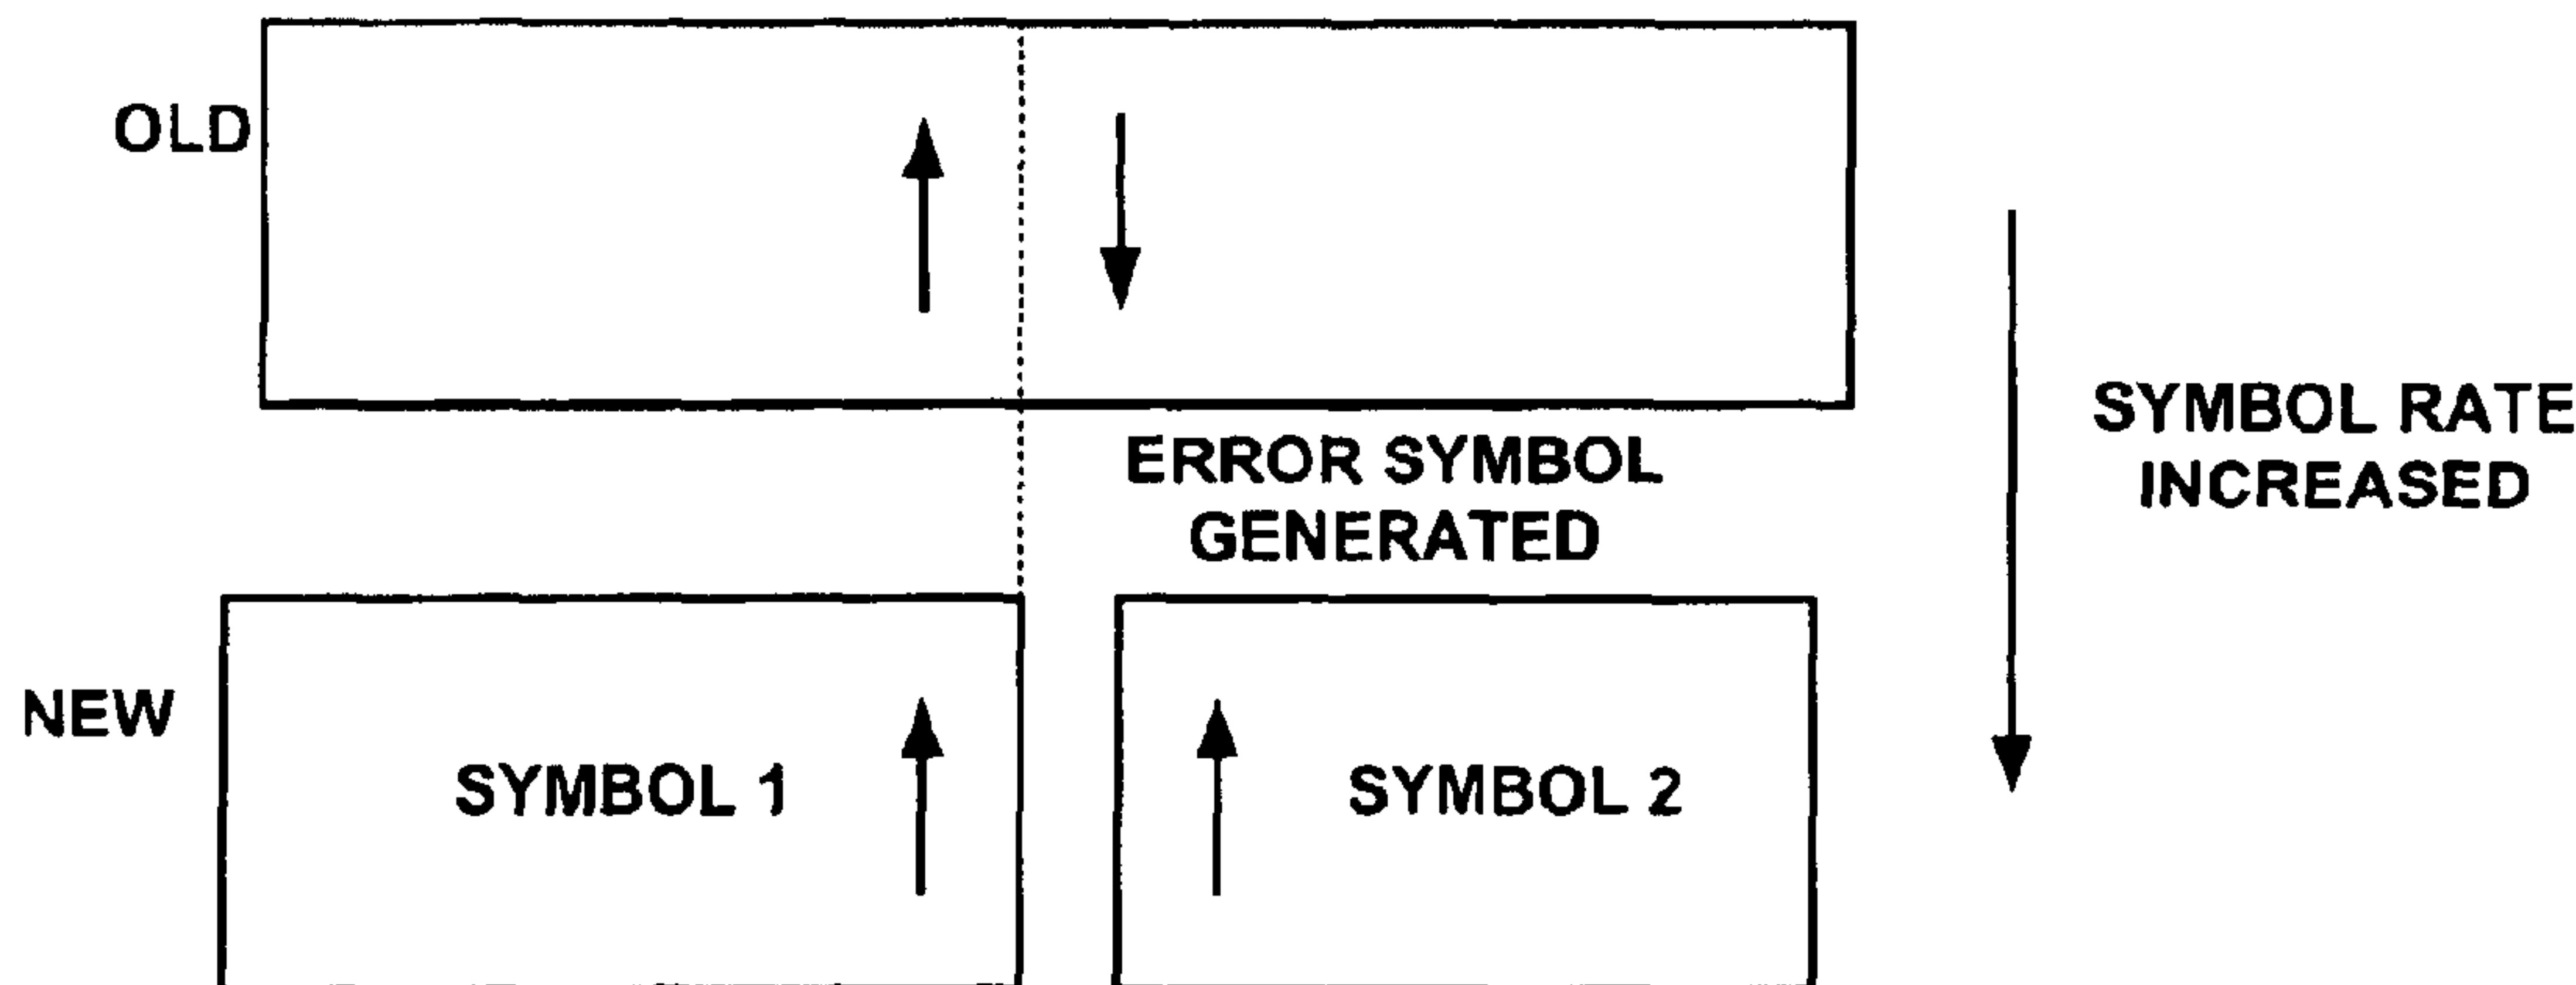 OLD
SYMBOL RATE
INCREASED
ERROR SYMBOL
GENERATED
NEW
SYMBOL 1
SYMBOL 2